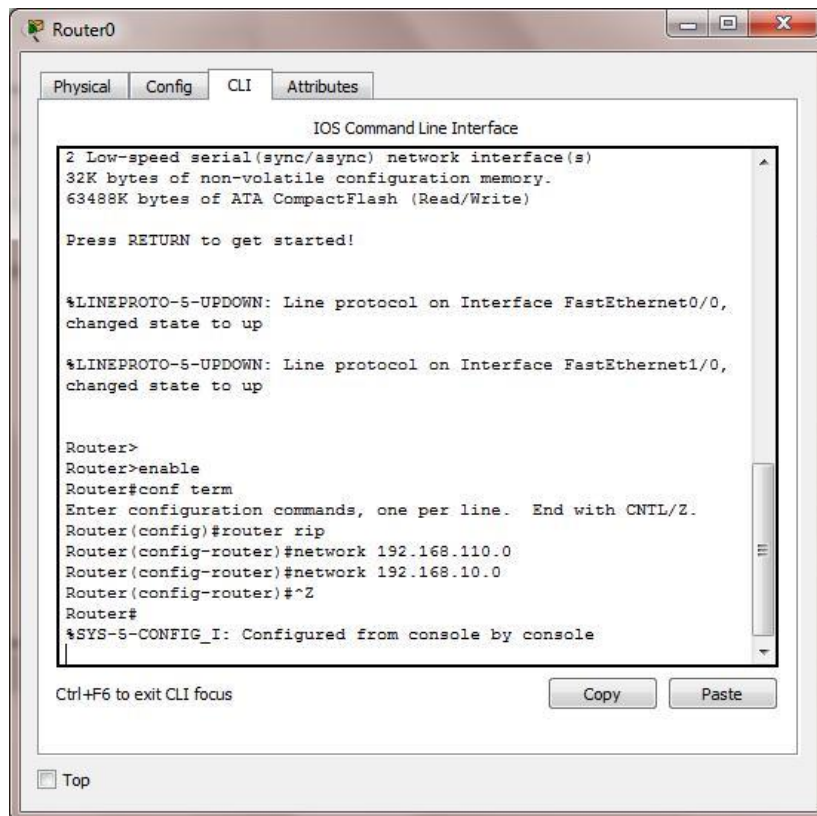 Router0
Physical Config CLI Attributes
IOS Command Line Interface
2 Low-speed serial(sync/async) network interface(s)
32K bytes of non-volatile configuration memory.
63488K bytes of ATA CompactFlash (Read/Write)
Press RETURN to get started!
%LINEPROTO-5-UPDOWN: Line protocol on Interface FastEthernet0/0,
changed state to up
%LINEPROTO-5-UPDOWN: Line protocol on Interface FastEthernet1/0,
changed state to up
Router>
Router>enable
Router#conf term
Enter configuration commands, one per line.  End with CNTL/Z.
Router(config)#router rip
Router(config-router)#network 192.168.110.0
Router(config-router)#network 192.168.10.0
Router(config-router)#^Z
Router#
%SYS-5-CONFIG_I: Configured from console by console
Ctrl+F6 to exit CLI focus
Copy Paste
Top